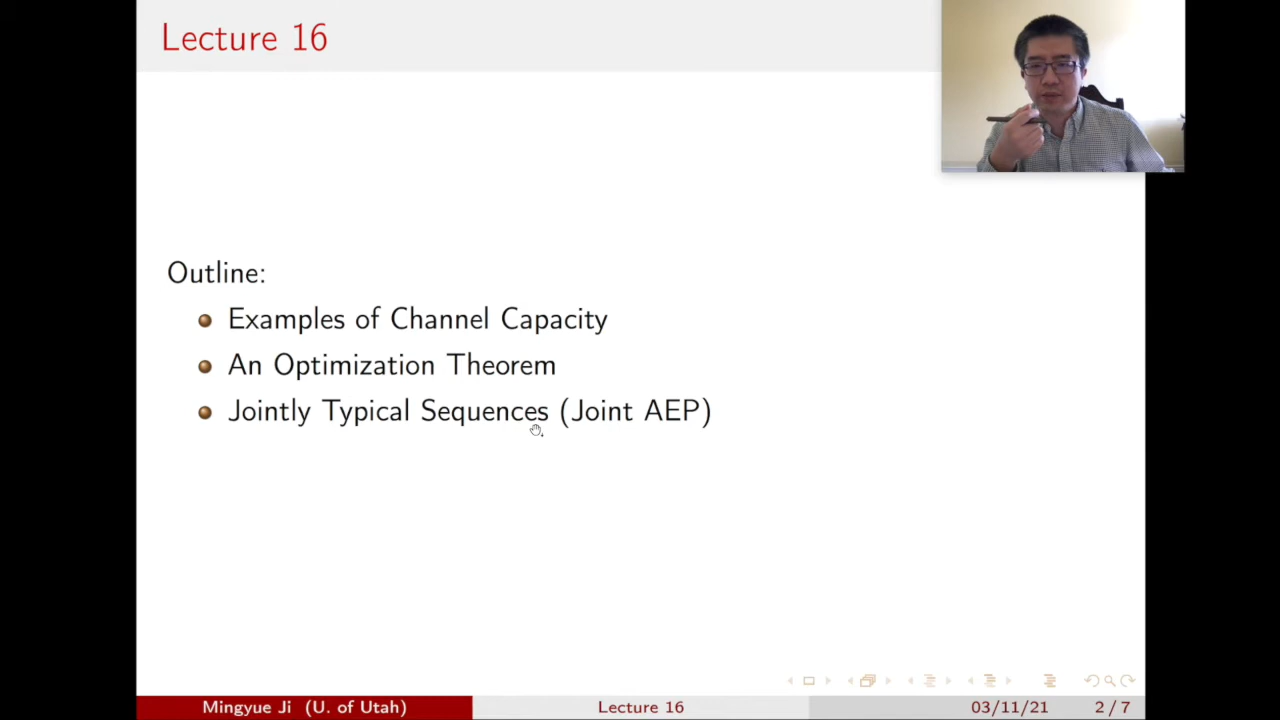 Lecture 16
Outline:
Examples of Channel Capacity
An Optimization Theorem
Jointly Typical Sequences (Joint AEP)
Mingyue Ji (U. of Utah)
Lecture 16
03/11/21
2 / 7